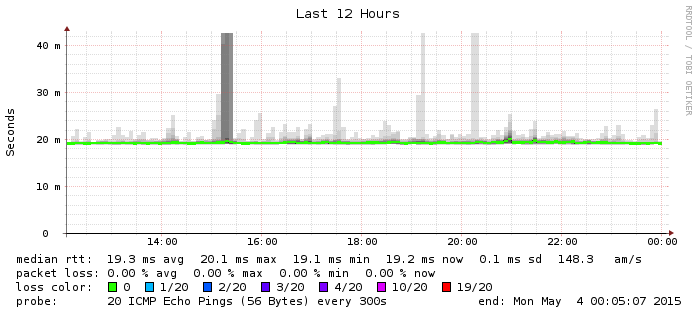 Last 12 Hours
RRDTOOL / TOBI OETIKER
Seconds
40 m
30 m
20 m
10 m
0
14:00 16:00 18:00 20:00 22:00 00:00
median rtt: 19.3 ms avg 20.1 ms max 19.1 ms min 19.2 ms now 0.1 ms sd 148.3 am/s
packet loss: 0.00 % avg 0.00 % max 0.00 % min 0.00 % now
loss color: 0 1/20 2/20 3/20 4/20 10/20 19/20
probe: 20 ICMP Echo Pings (56 Bytes) every 300s end: Mon May 4 00:05:07 2015